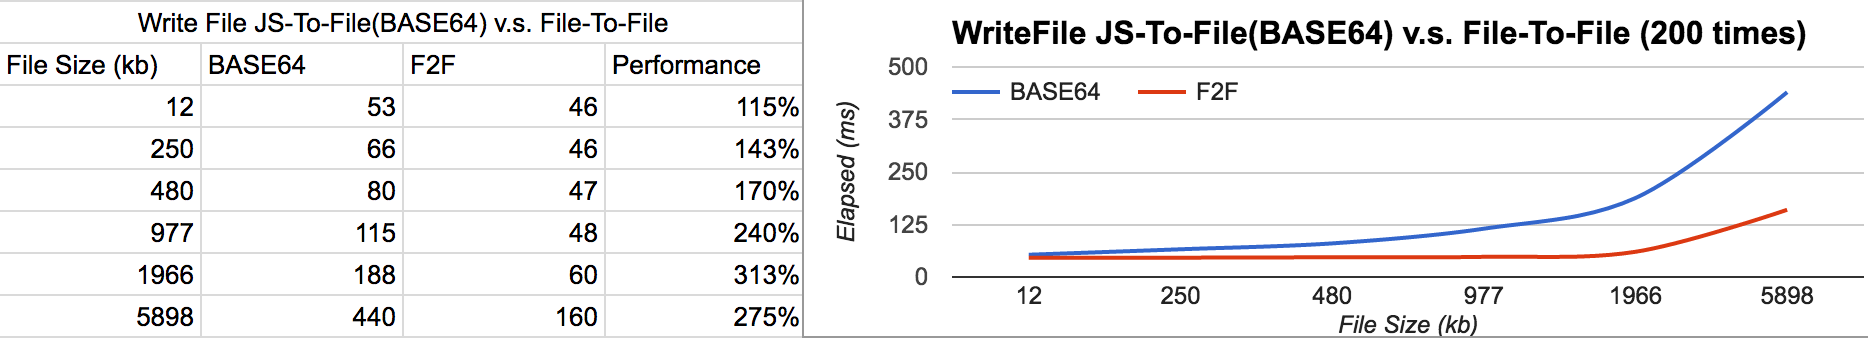 Write File JS-To-File(BASE64) v.s. File-To-File
File Size (kb) BASE64 F2F Performance
12 53 46 115%
250 66 46 143%
480 80 47 170%
977 115 48 240%
1966 188 60 313%
5898 440 160 275%
WriteFile JS-To-File(BASE64) v.s. File-To-File (200 times)
BASE64 F2F
Elapsed (ms)
500
375
250
125
0
12 250 480 977 1966 5898
File Size (kb)